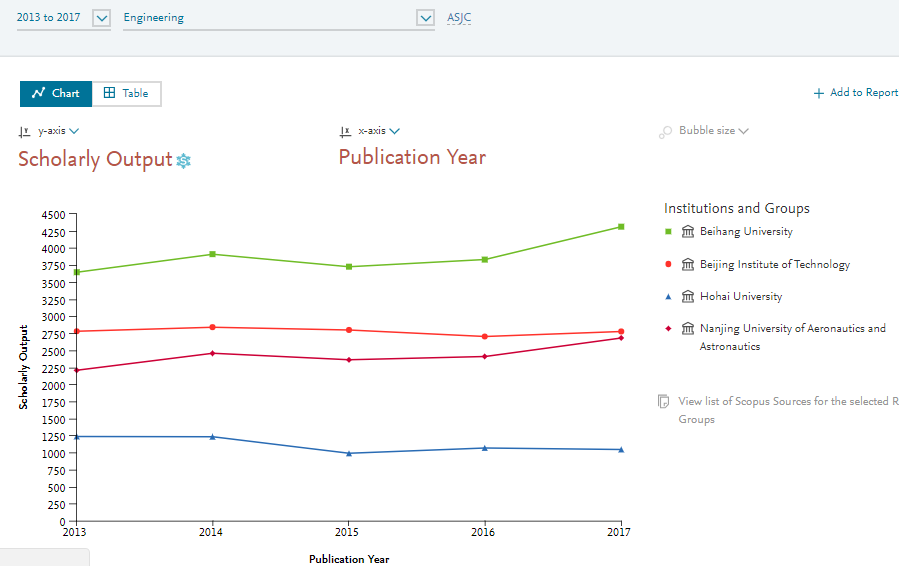 2013 to 2017 Engineering ASJC
Chart Table + Add to Report
y-axis x-axis Bubble size
Scholarly Output Publication Year
Institutions and Groups
Beihang University
Beijing Institute of Technology
Hohai University
Nanjing University of Aeronautics and
Astronautics
View list of Scopus Sources for the selected R
Groups
Scholarly Output
4500
4250
4000
3750
3500
3250
3000
2750
2500
2250
2000
1750
1500
1250
1000
750
500
250
0
2013 2014 2015 2016 2017
Publication Year